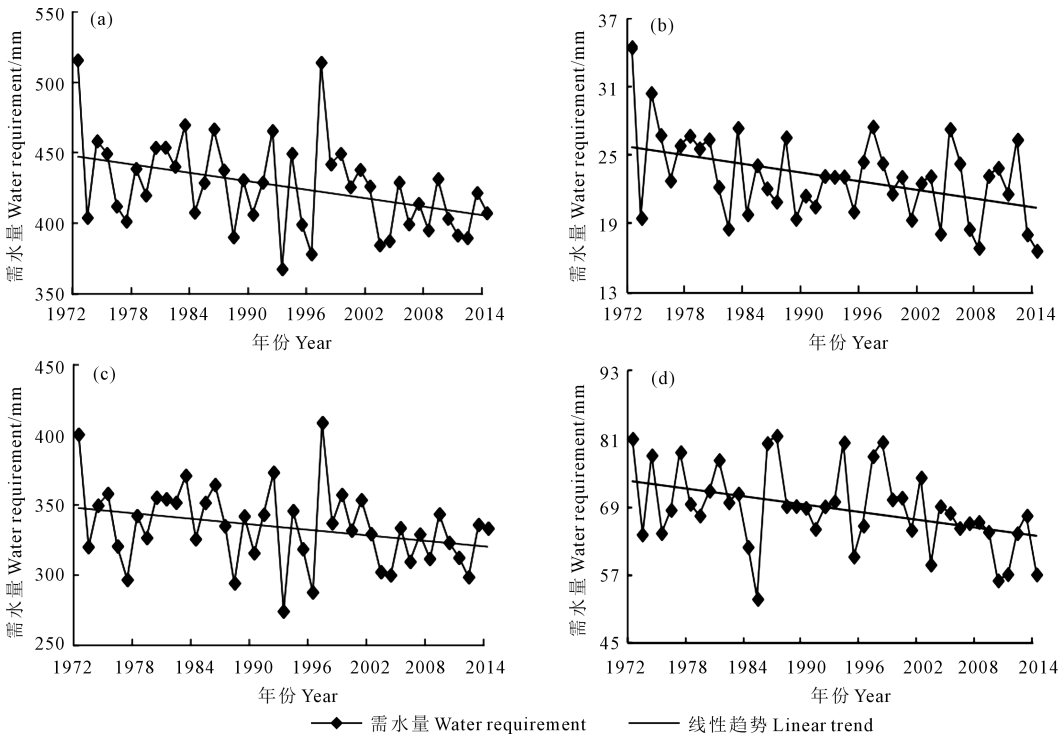 (a)
需水量 Water requirement/mm
550
500
450
400
350
1972 1978 1984 1990 1996 2002 2008 2014
年份 Year
(b)
需水量 Water requirement/mm
37
31
25
19
13
1972 1978 1984 1990 1996 2002 2008 2014
年份 Year
(c)
需水量 Water requirement/mm
450
400
350
300
250
1972 1978 1984 1990 1996 2002 2008 2014
年份 Year
(d)
需水量 Water requirement/mm
93
81
69
57
45
1972 1978 1984 1990 1996 2002 2008 2014
年份 Year
需水量 Water requirement 线性趋势 Linear trend